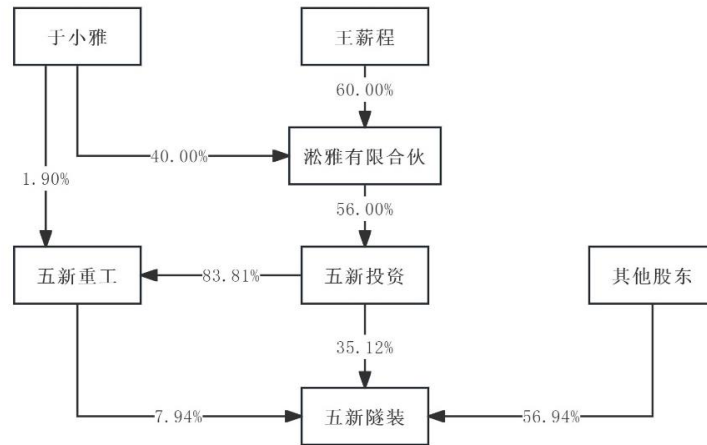 于小雅
王薪程
60.00%
淞雅有限合伙
40.00%
1.90%
56.00%
五新重工
83.81%
五新投资
其他股东
35.12%
7.94%
五新隧装
56.94%